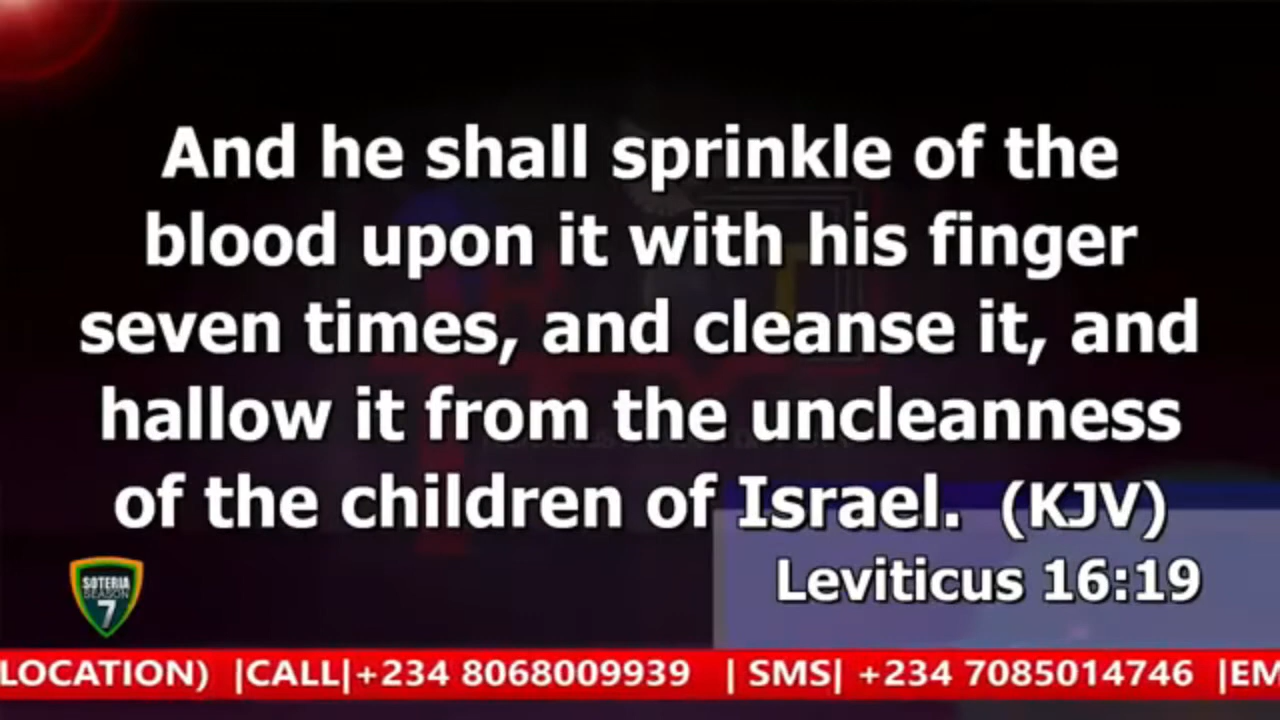 And he shall sprinkle of the
blood upon it with his finger
seven times, and cleanse it, and
hallow it from the uncleanness
of the children of Israel.  (KJV)
Leviticus 16:19
SOTERIA
SEASON
7
LOCATION)  |CALL|+234 8068009939   | SMS| +234 7085014746  |EM